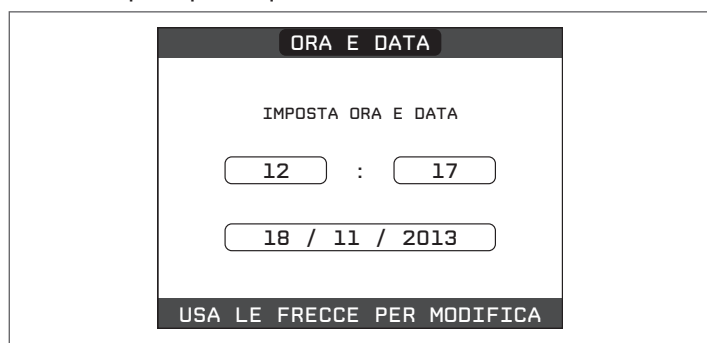 ORA E DATA
IMPOSTA ORA E DATA
12 : 17
18 / 11 / 2013
USA LE FRECCE PER MODIFICA